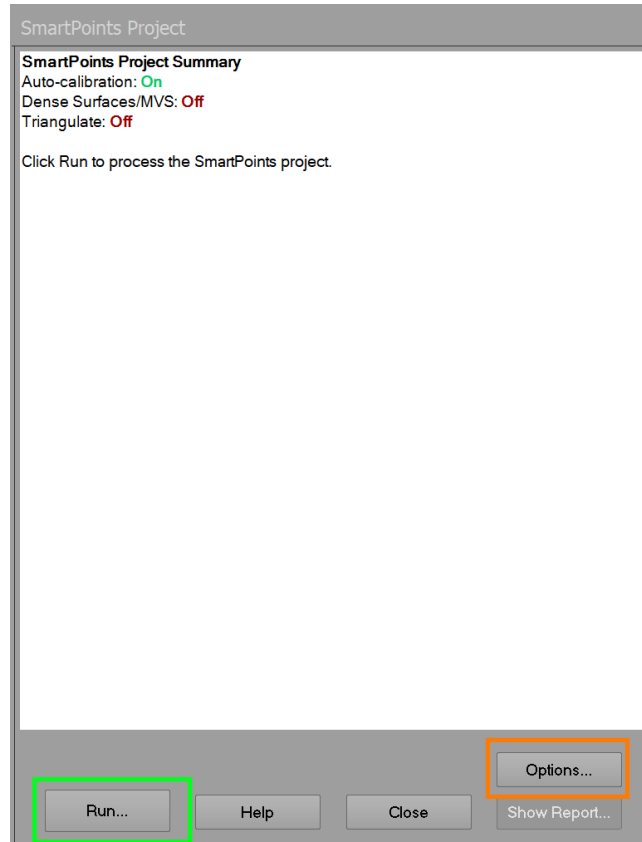 SmartPoints Project
SmartPoints Project Summary
Auto-calibration: On
Dense Surfaces/MVS: Off
Triangulate: Off
Click Run to process the SmartPoints project.
Options...
Run...
Help
Close
Show Report...